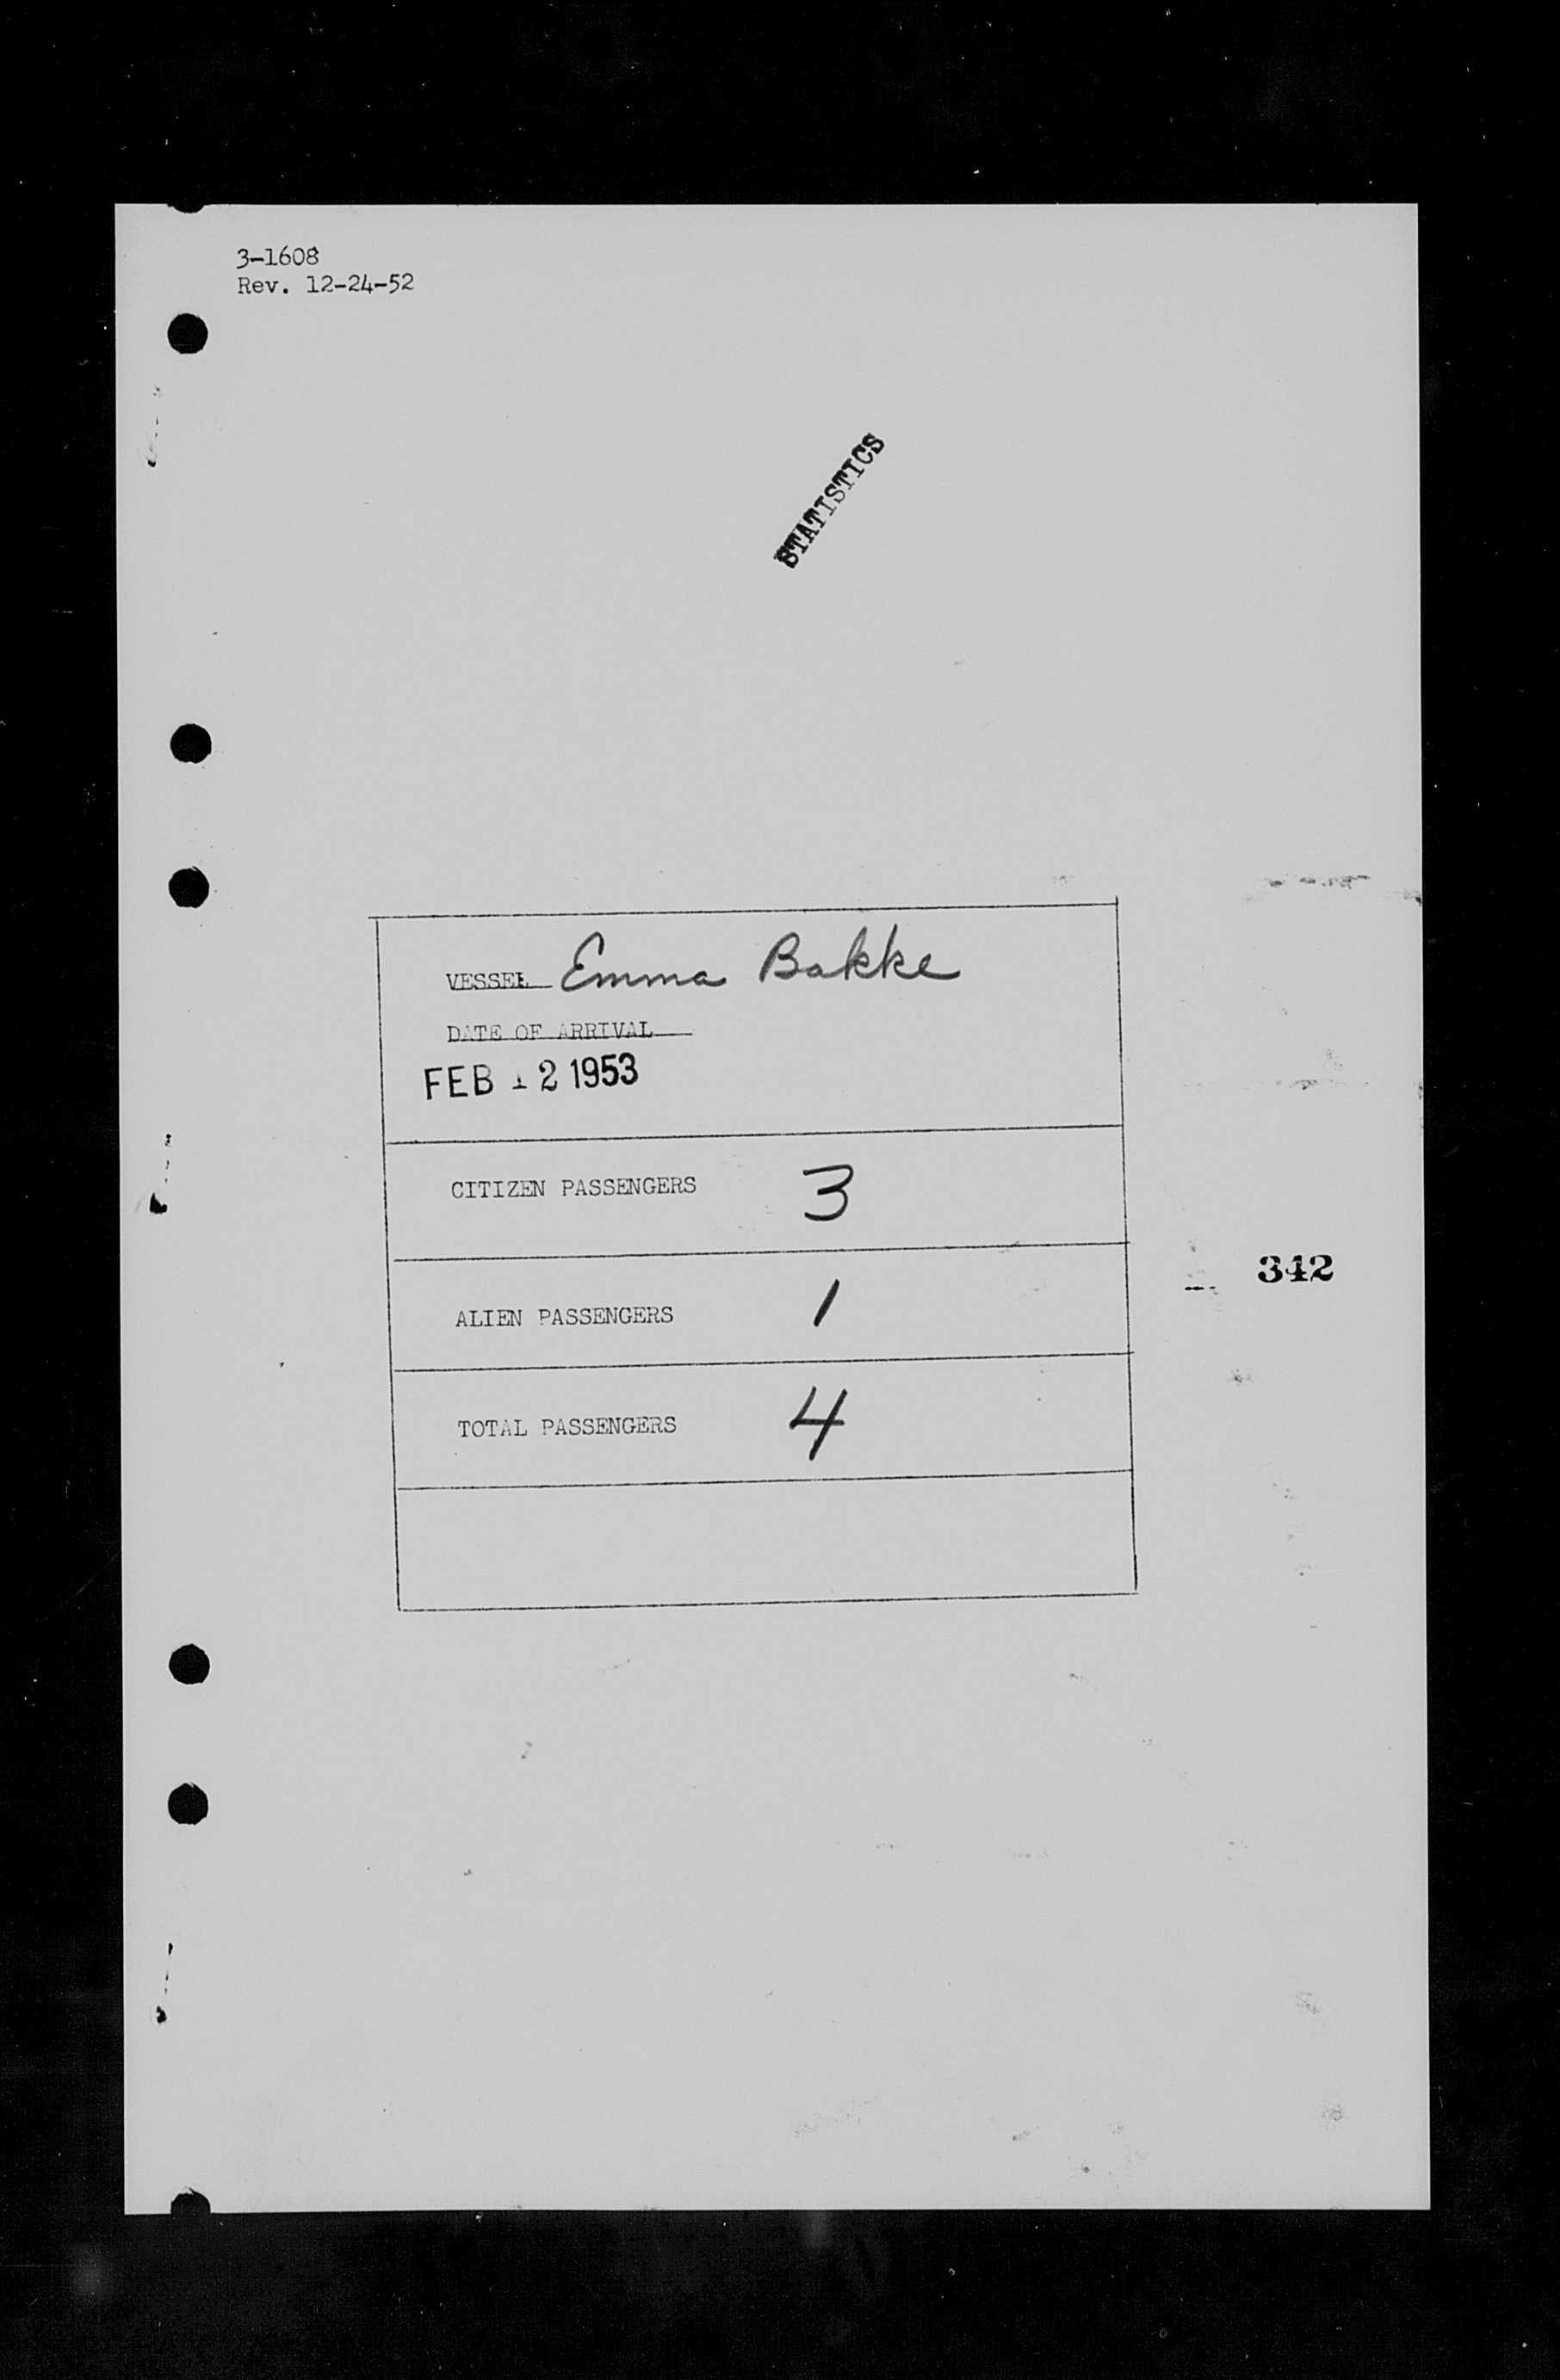 3-1608
Rev. 12-24-52
STATISTICS
VESSEL Emma Bakke
DATE OF ARRIVAL
FEB 12 1953
CITIZEN PASSENGERS 3
342
ALIEN PASSENGERS 1
TOTAL PASSENGERS 4